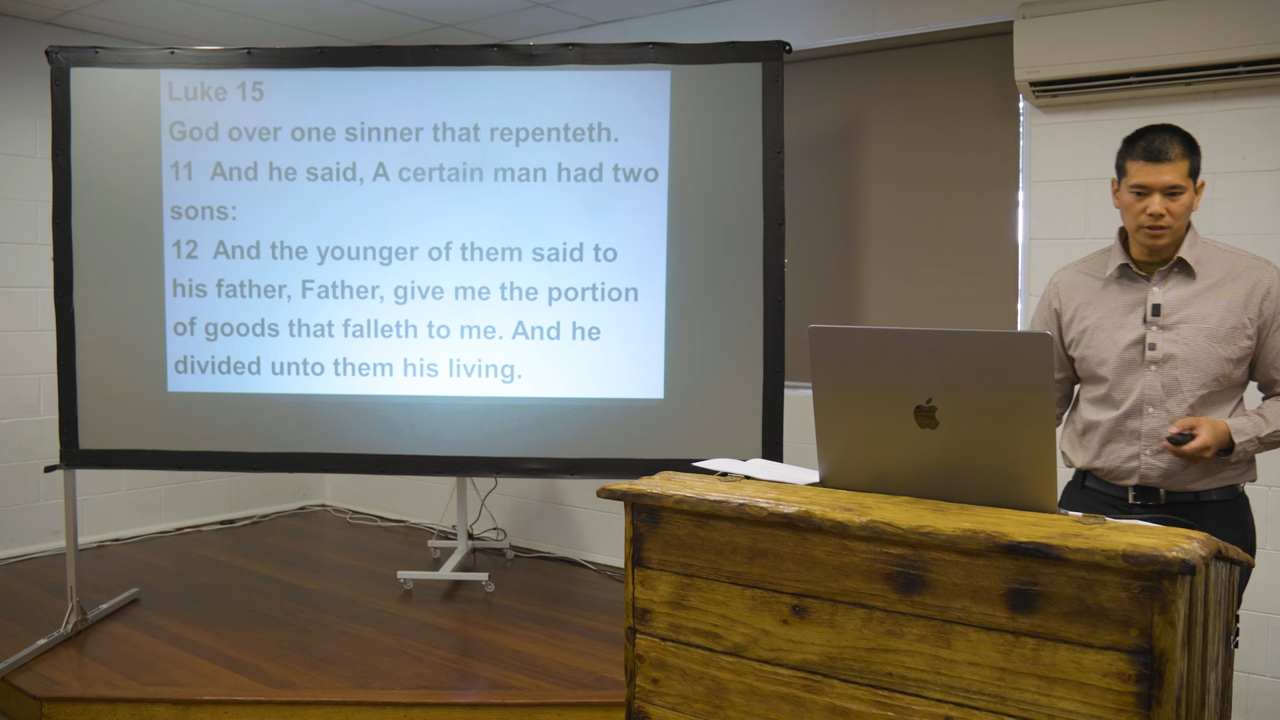 Luke 15
God over one sinner that repenteth.
11 And he said, A certain man had two
sons:
12 And the younger of them said to
his father, Father, give me the portion
of goods that falleth to me. And he
divided unto them his living.